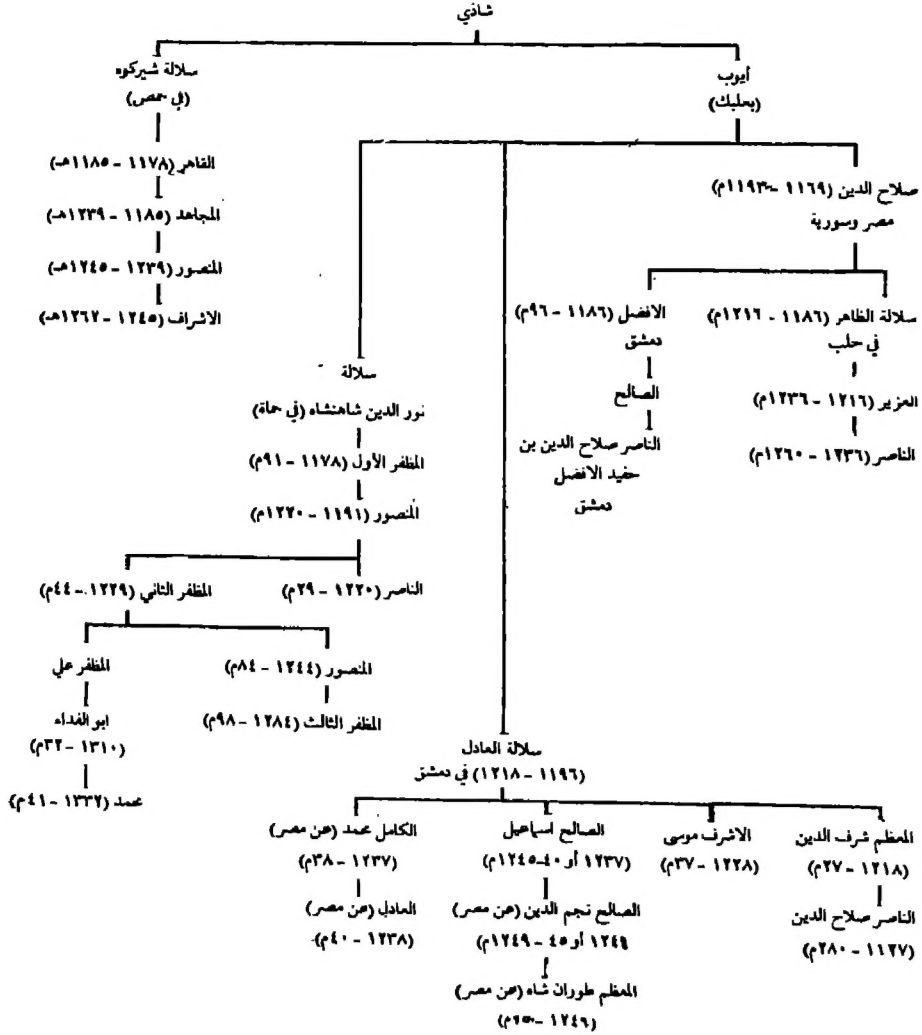 شاذي
أيوب
(بعلبك)
سلالة شيركوه
(في حمص)
صلاح الدين (١١٦٩ - ١١٩٣م)
مصر وسورية
القاهر (١١٧٨ - ١١٨٥هـ)
المجاهد (١١٨٥ - ١٢٣٩هـ)
المنصور (١٢٣٩ - ١٢٤٥هـ)
الاشراف (١٢٤٥ - ١٢٦٢هـ)
سلالة الظاهر (١١٨٦ - ١٢١٦م)
في حلب
العزير (١٢١٦ - ١٢٣٦م)
الناصر (١٢٣٦ - ١٢٦٠م)
الافضل (١١٨٦ - ٩٦م)
دمشق
الصالح
الناصر صلاح الدين بن
حفيد الافضل
دمشق
سلالة
نور الدين شاهنشاه (في حماة)
المظفر الأول (١١٧٨ - ٩١م)
المنصور (١١٩١ - ١٢٢٠م)
الناصر (١٢٢٠ - ٢٩م)
المظفر الثاني (١٢٢٩ - ٤٤م)
المنصور (١٢٤٤ - ٨٤م)
المظفر الثالث (١٢٨٤ - ٩٨م)
المظفر علي
ابو الفداء
(١٣١٠ - ٣٢م)
محمد (١٣٣٢ - ٤١م)
سلالة العادل
(١١٩٦ - ١٢١٨) في دمشق
المعظم شرف الدين
(١٢١٨ - ٢٧م)
الناصر صلاح الدين
(١١٢٧ - ٢٨٠م)
الاشرف موسى
(١٢٢٨ - ٣٧م)
الصالح اسماعيل
١٢٣٧ أو ٤٠-١٢٤٥م)
الصالح نجم الدين (عن مصر)
أو ٤٥ - ١٢٤٩م)
المعظم طوران شاه (عن مصر)
الكامل محمد (عن مصر)
(١٢٣٧ - ٣٨م)
العادل (عن مصر)
(١٢٣٨ - ٤٠م)